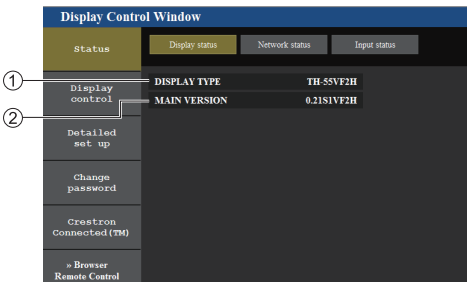 Display Control Window
Status
Display status
Network status
Input status
1
DISPLAY TYPE
TH-55VF2H
2
MAIN VERSION
0.21S1VF2H
Display
control
Detailed
set up
Change
password
Crestron
Connected(TM)
» Browser
Remote Control